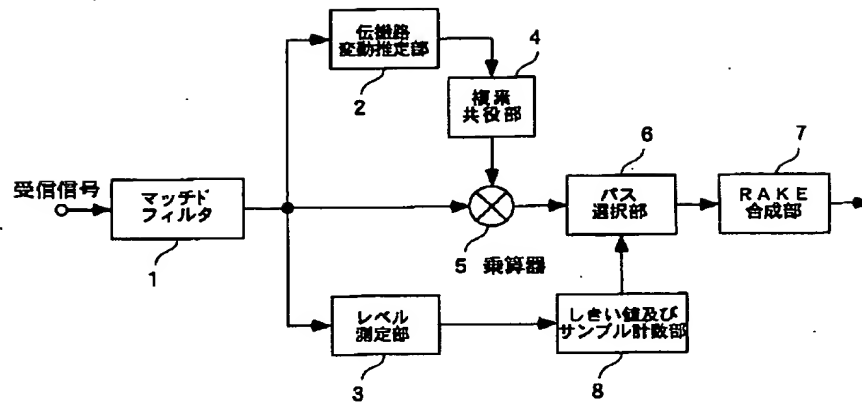 伝搬路
変動推定部
2
4
複素
共役部
6
7
受信信号
マッチド
フィルタ
1
パス
選択部
RAKE
合成部
5 乗算器
レベル
測定部
3
しきい値及び
サンプル計数部
8